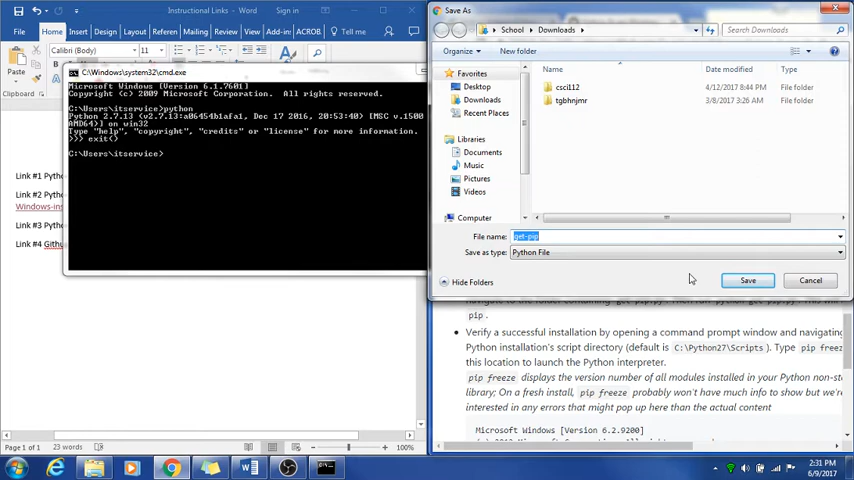 Instructional Links - W...
Sign in
File
Home
Insert
Design
Layout
References
Mailings
Review
View
Add-ins
ACROBAT
Paste
Calibri (Body)
11
C:\Windows\system32\cmd.exe
Microsoft Windows [Version 6.1.7601]
Copyright (c) 2009 Microsoft Corporation. All rights reserved.
C:\Users\itservice>python
Python 2.7.13 (v2.7.13:a06454b1afa1, Dec 17 2016, 20:53:40) [MSC v.1500
AMD64)] on win32
Type "help", "copyright", "credits" or "license" for more information.
>>> exit()
C:\Users\itservice>
Link #1 Pytho
Link #2 Pytho
Windows-ins
Link #3 Pytho
Link #4 Githu
Page 1 of 1
23 words
100%
Save As
School
Downloads
Search Downloads
Organize
New folder
Favorites
Desktop
Downloads
Recent Places
Libraries
Documents
Music
Pictures
Videos
Computer
Name
Date modified
Type
csci112
4/12/2017 8:44 PM
File folder
tgbhnjmr
3/8/2017 3:26 AM
File folder
File name:
get-pip
Save as type:
Python File
Hide Folders
Save
Cancel
pip .
Verify a successful installation by opening a command prompt window and navigating
Python installation's script directory (default is C:\Python27\Scripts). Type pip freez
this location to launch the Python interpreter.
pip freeze displays the version number of all modules installed in your Python non-st
library; On a fresh install, pip freeze probably won't have much info to show but we're
interested in any errors that might pop up here than the actual content
Microsoft Windows [Version 6.2.9200]
2:31 PM
6/9/2017